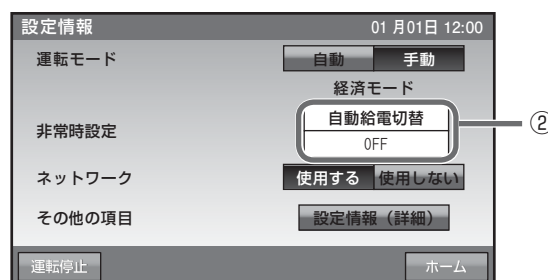 設定情報 01月01日 12:00
運転モード 自動 手動
経済モード
非常時設定 自動給電切替
OFF
②
ネットワーク 使用する 使用しない
その他の項目 設定情報（詳細）
運転停止 ホーム